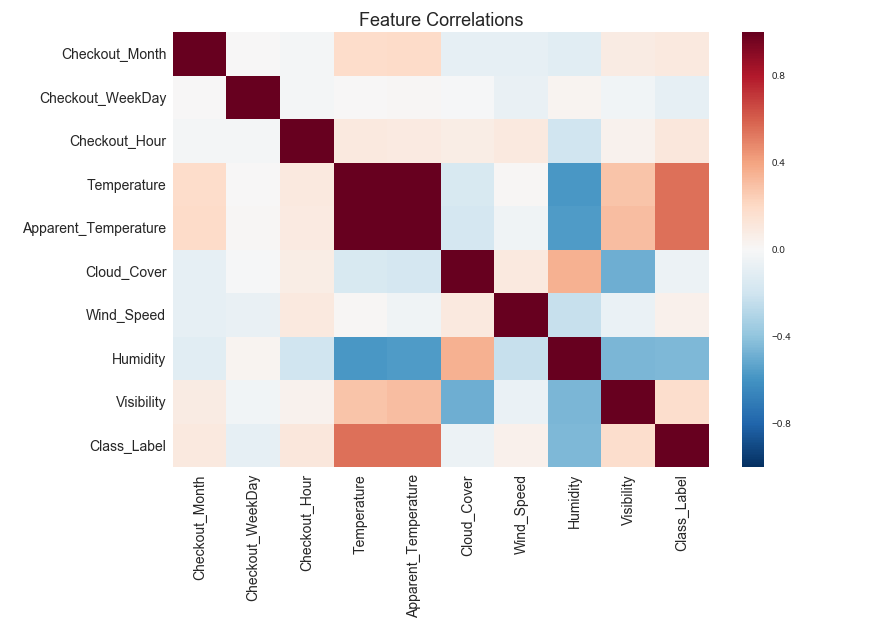 Feature Correlations
Checkout_Month
Checkout_WeekDay
Checkout_Hour
Temperature
Apparent_Temperature
Cloud_Cover
Wind_Speed
Humidity
Visibility
Class_Label
Checkout_Month
Checkout_WeekDay
Checkout_Hour
Temperature
Apparent_Temperature
Cloud_Cover
Wind_Speed
Humidity
Visibility
Class_Label
0.8
0.4
0.0
−0.4
−0.8